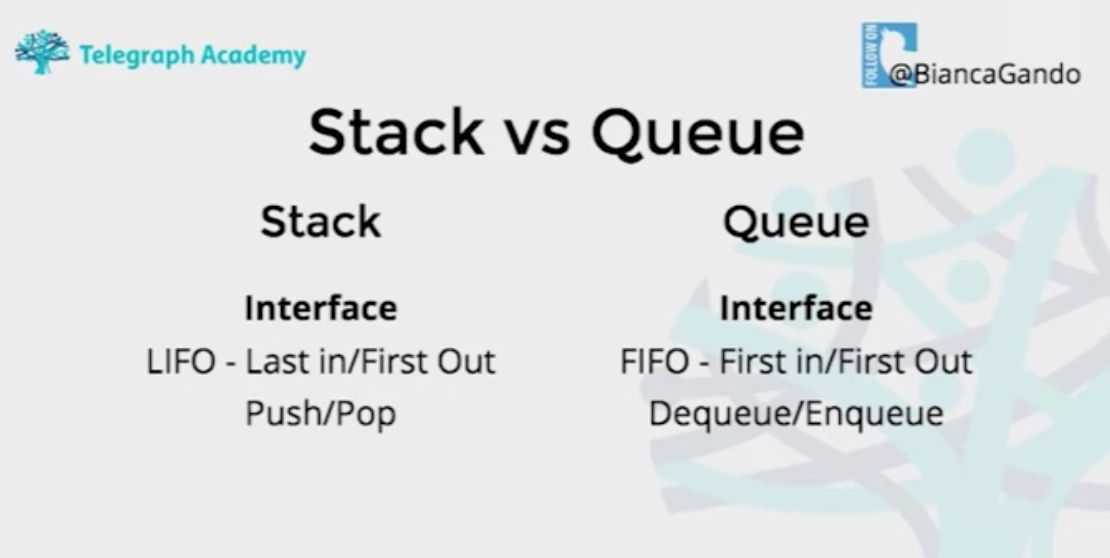 Telegraph Academy
FOLLOW ON
@BiancaGando
Stack vs Queue
Stack
Interface
LIFO - Last in/First Out
Push/Pop
Queue
Interface
FIFO - First in/First Out
Dequeue/Enqueue